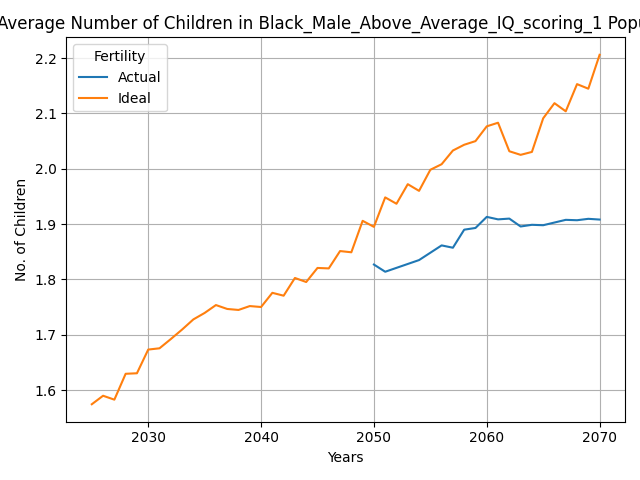 Average Number of Children in Black_Male_Above_Average_IQ_scoring_1 Popu
Fertility
Actual
Ideal
2.2
2.1
2.0
1.9
1.8
1.7
1.6
No. of Children
2030 2040 2050 2060 2070
Years